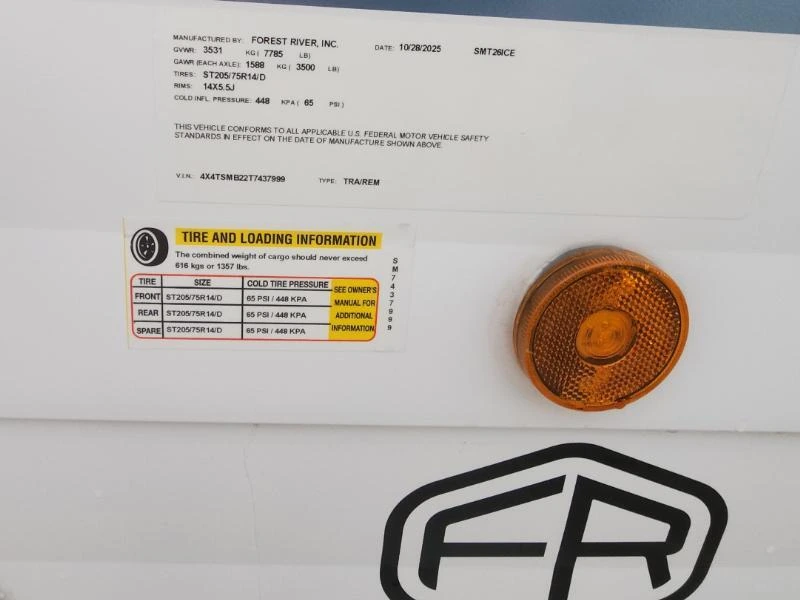 MANUFACTURED BY: FOREST RIVER, INC. DATE: 10/28/2025 SMT26ICE
GVWR: 3531 KG ( 7785 LB)
GAWR (EACH AXLE): 1588 KG ( 3500 LB)
TIRES: ST205/75R14/D
RIMS: 14X5.5J
COLD INFL. PRESSURE: 448 KPA ( 65 PSI )
THIS VEHICLE CONFORMS TO ALL APPLICABLE U.S. FEDERAL MOTOR VEHICLE SAFETY
STANDARDS IN EFFECT ON THE DATE OF MANUFACTURE SHOWN ABOVE.
V.I.N.: 4X4TSMB22T7437999 TYPE: TRA/REM
TIRE AND LOADING INFORMATION
The combined weight of cargo should never exceed
616 kgs or 1357 lbs.
TIRE SIZE COLD TIRE PRESSURE
FRONT ST205/75R14/D 65 PSI / 448 KPA
REAR ST205/75R14/D 65 PSI / 448 KPA
SPARE ST205/75R14/D 65 PSI / 448 KPA
SEE OWNER'S
MANUAL FOR
ADDITIONAL
INFORMATION
SM7437999
FR